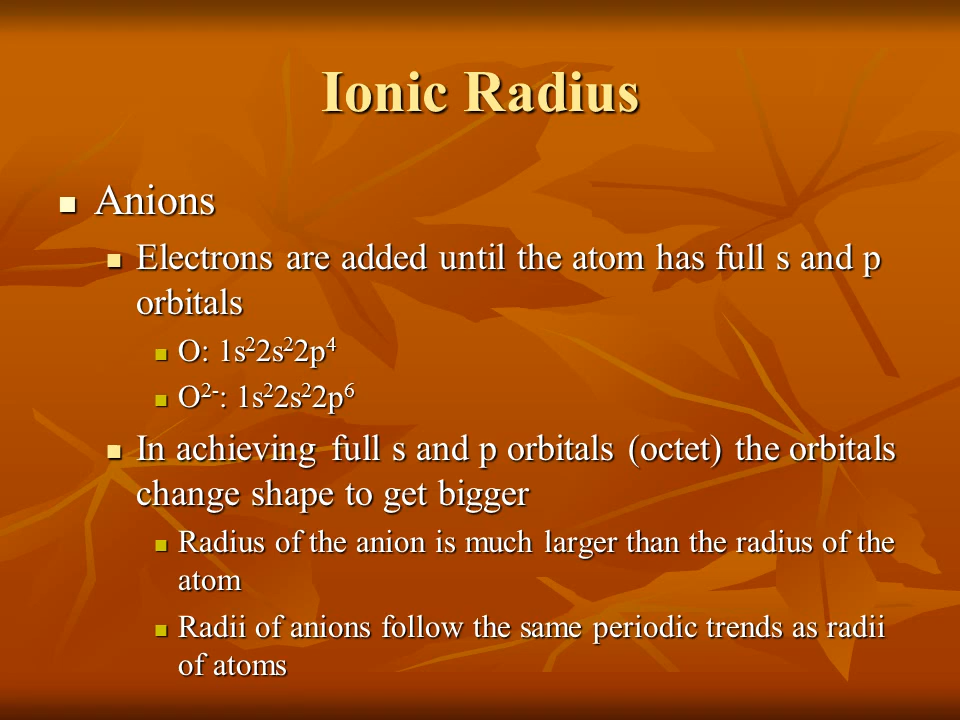 Ionic Radius
Anions
Electrons are added until the atom has full s and p
orbitals
O: 1s²2s²2p⁴
O²⁻: 1s²2s²2p⁶
In achieving full s and p orbitals (octet) the orbitals
change shape to get bigger
Radius of the anion is much larger than the radius of the
atom
Radii of anions follow the same periodic trends as radii
of atoms